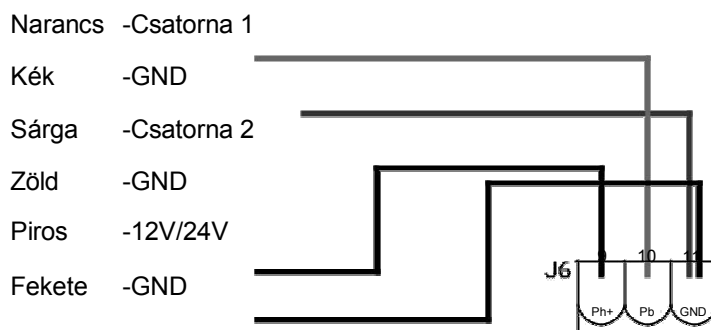 Narancs -Csatorna 1
Kék -GND
Sárga -Csatorna 2
Zöld -GND
Piros -12V/24V
Fekete -GND
9 10 11
J6
Ph+ Pb GND